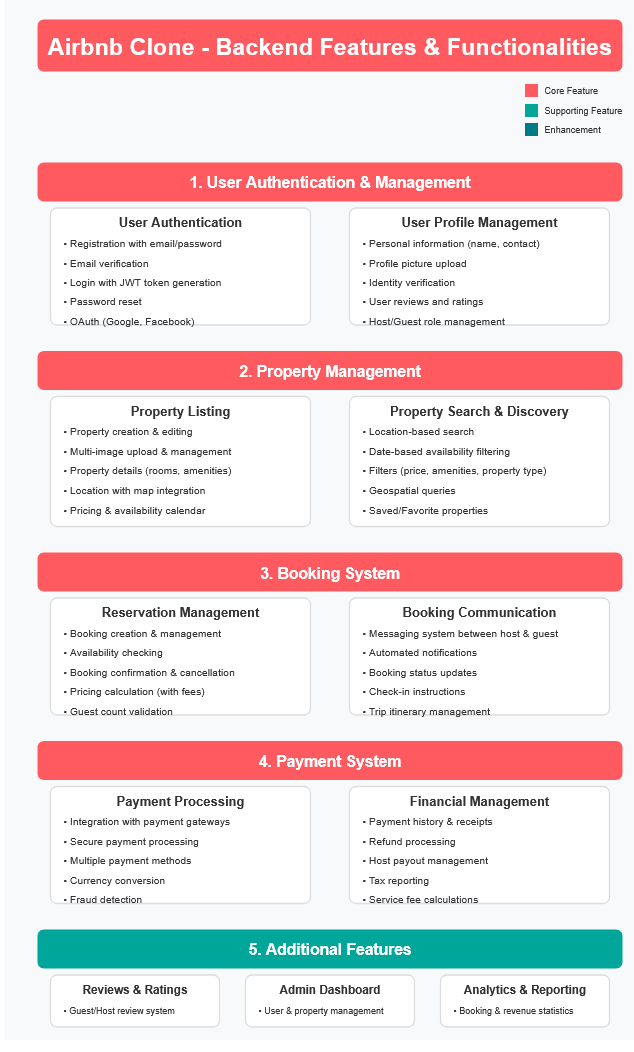 Airbnb Clone - Backend Features & Functionalities
Core Feature
Supporting Feature
Enhancement
1. User Authentication & Management
User Authentication
• Registration with email/password
• Email verification
• Login with JWT token generation
• Password reset
• OAuth (Google, Facebook)
User Profile Management
• Personal information (name, contact)
• Profile picture upload
• Identity verification
• User reviews and ratings
• Host/Guest role management
2. Property Management
Property Listing
• Property creation & editing
• Multi-image upload & management
• Property details (rooms, amenities)
• Location with map integration
• Pricing & availability calendar
Property Search & Discovery
• Location-based search
• Date-based availability filtering
• Filters (price, amenities, property type)
• Geospatial queries
• Saved/Favorite properties
3. Booking System
Reservation Management
• Booking creation & management
• Availability checking
• Booking confirmation & cancellation
• Pricing calculation (with fees)
• Guest count validation
Booking Communication
• Messaging system between host & guest
• Automated notifications
• Booking status updates
• Check-in instructions
• Trip itinerary management
4. Payment System
Payment Processing
• Integration with payment gateways
• Secure payment processing
• Multiple payment methods
• Currency conversion
• Fraud detection
Financial Management
• Payment history & receipts
• Refund processing
• Host payout management
• Tax reporting
• Service fee calculations
5. Additional Features
Reviews & Ratings
• Guest/Host review system
Admin Dashboard
• User & property management
Analytics & Reporting
• Booking & revenue statistics